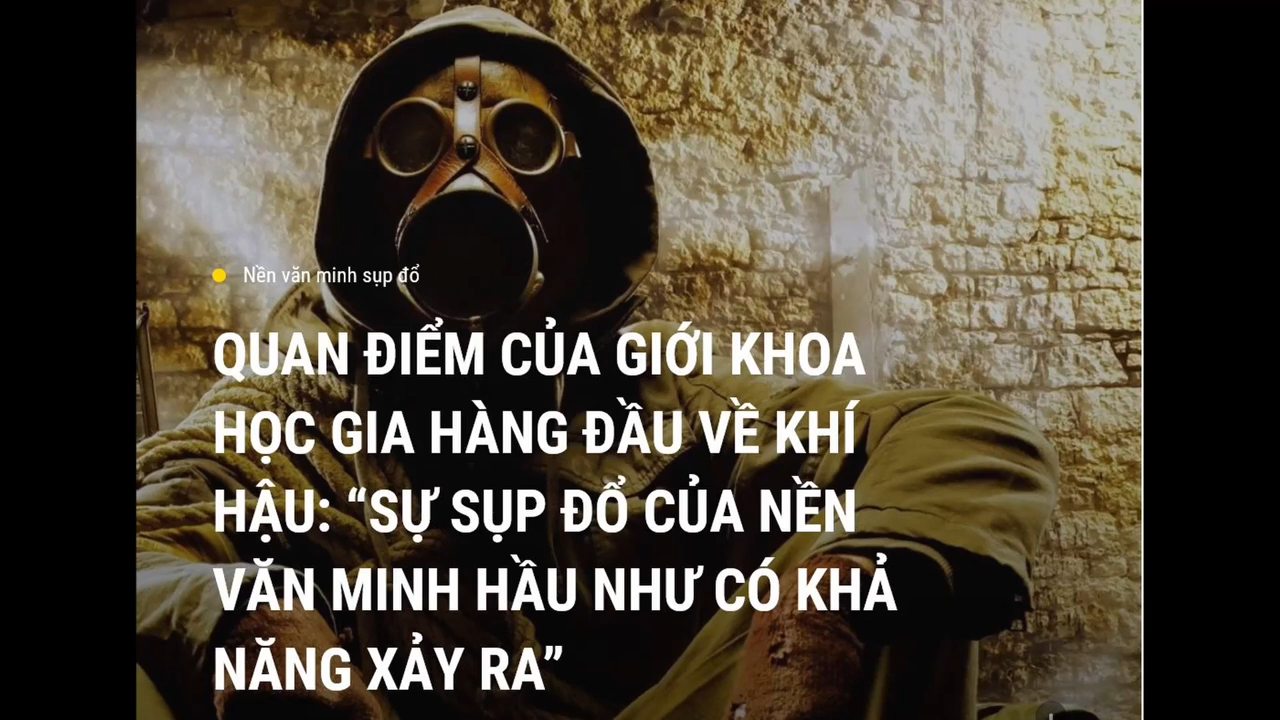 Nền văn minh sụp đổ
QUAN ĐIỂM CỦA GIỚI KHOA
HỌC GIA HÀNG ĐẦU VỀ KHÍ
HẬU: “SỰ SỤP ĐỔ CỦA NỀN
VĂN MINH HẦU NHƯ CÓ KHẢ
NĂNG XẢY RA”